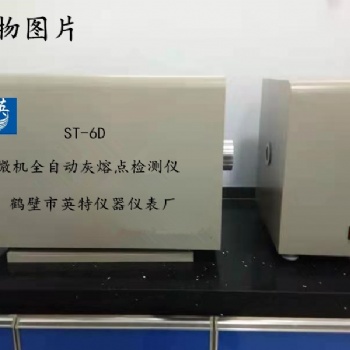 物图片
英
ST-6D
微机全自动灰熔点检测仪
鹤壁市英特仪器仪表厂